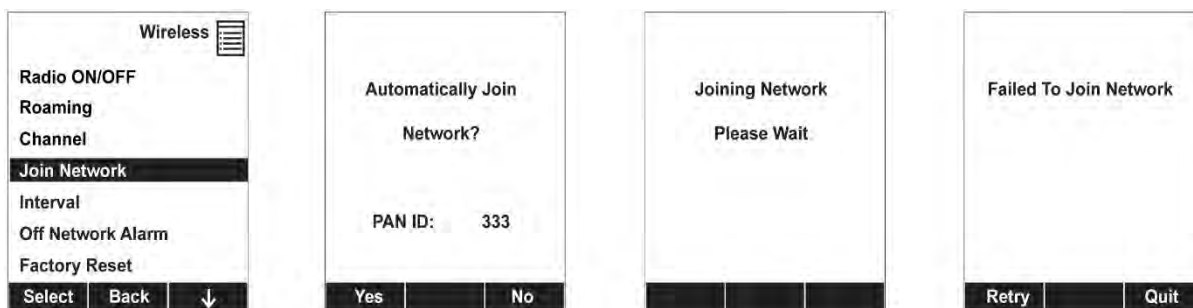 Wireless
Radio ON/OFF
Roaming
Channel
Join Network
Interval
Off Network Alarm
Factory Reset
Select Back ↓
Automatically Join
Network?
PAN ID: 333
Yes No
Joining Network
Please Wait
Failed To Join Network
Retry Quit